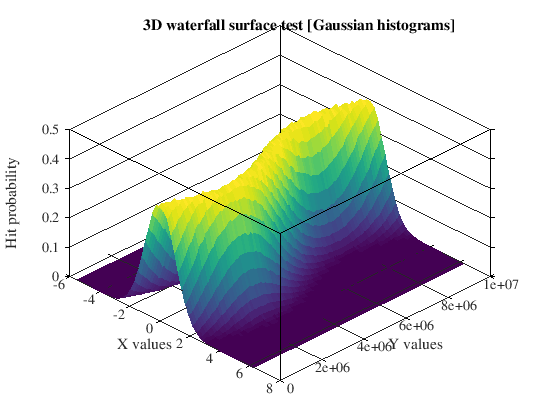 3D waterfall surface test [Gaussian histograms]
0.5
0.4
0.3
0.2
0.1
0
Hit probability
-6
-4
-2
0
2
4
6
8
X values
0
2e+06
4e+06
6e+06
8e+06
1e+07
Y values